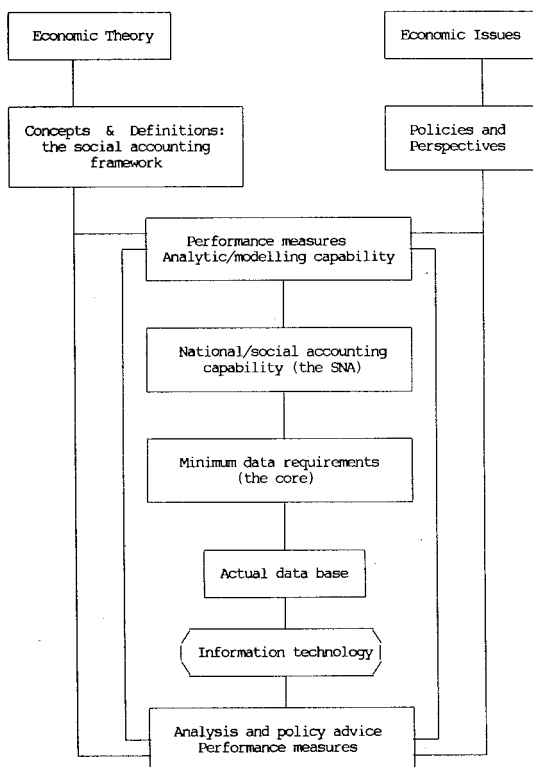 Economic Theory
Economic Issues
Concepts & Definitions:
the social accounting
framework
Policies and
Perspectives
Performance measures
Analytic/modelling capability
National/social accounting
capability (the SNA)
Minimum data requirements
(the core)
Actual data base
Information technology
Analysis and policy advice
Performance measures